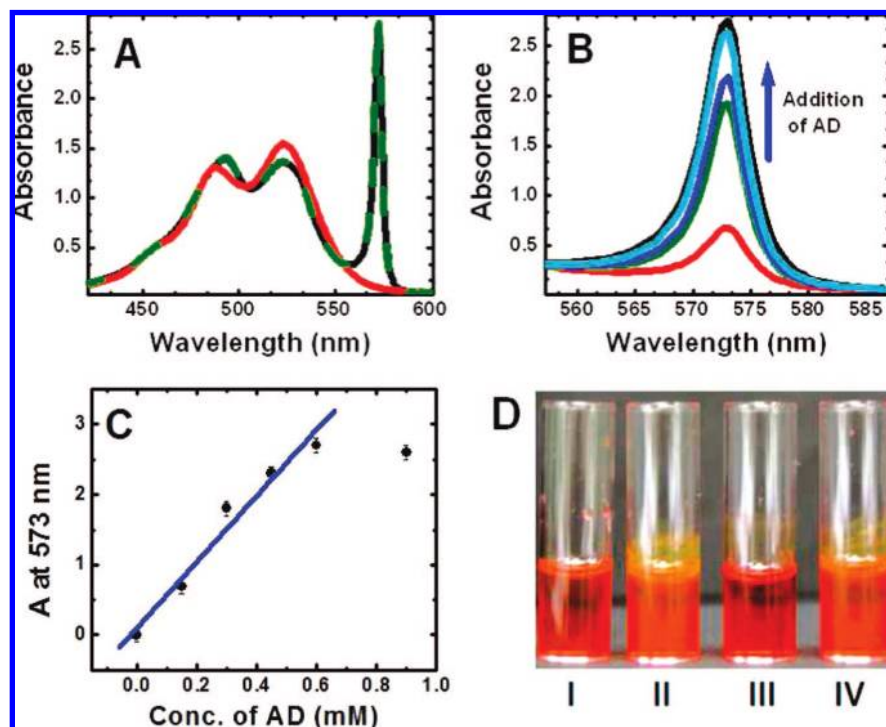 A
B
Absorbance
2.5
2.0
1.5
1.0
0.5
450 500 550 600
Wavelength (nm)
Absorbance
2.5
2.0
1.5
1.0
0.5
Addition
of AD
560 565 570 575 580 585
Wavelength (nm)
C
A at 573 nm
3
2
1
0
0.0 0.2 0.4 0.6 0.8 1.0
Conc. of AD (mM)
D
I II III IV